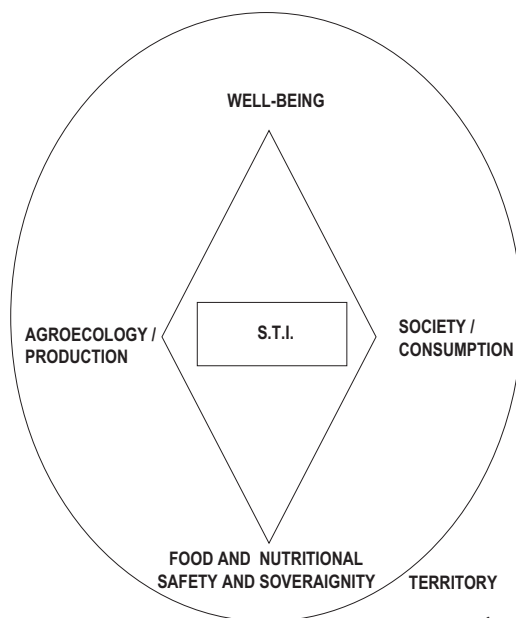 WELL-BEING
AGROECOLOGY /
PRODUCTION
S.T.I.
SOCIETY /
CONSUMPTION
FOOD AND NUTRITIONAL
SAFETY AND SOVERAIGNITY
TERRITORY